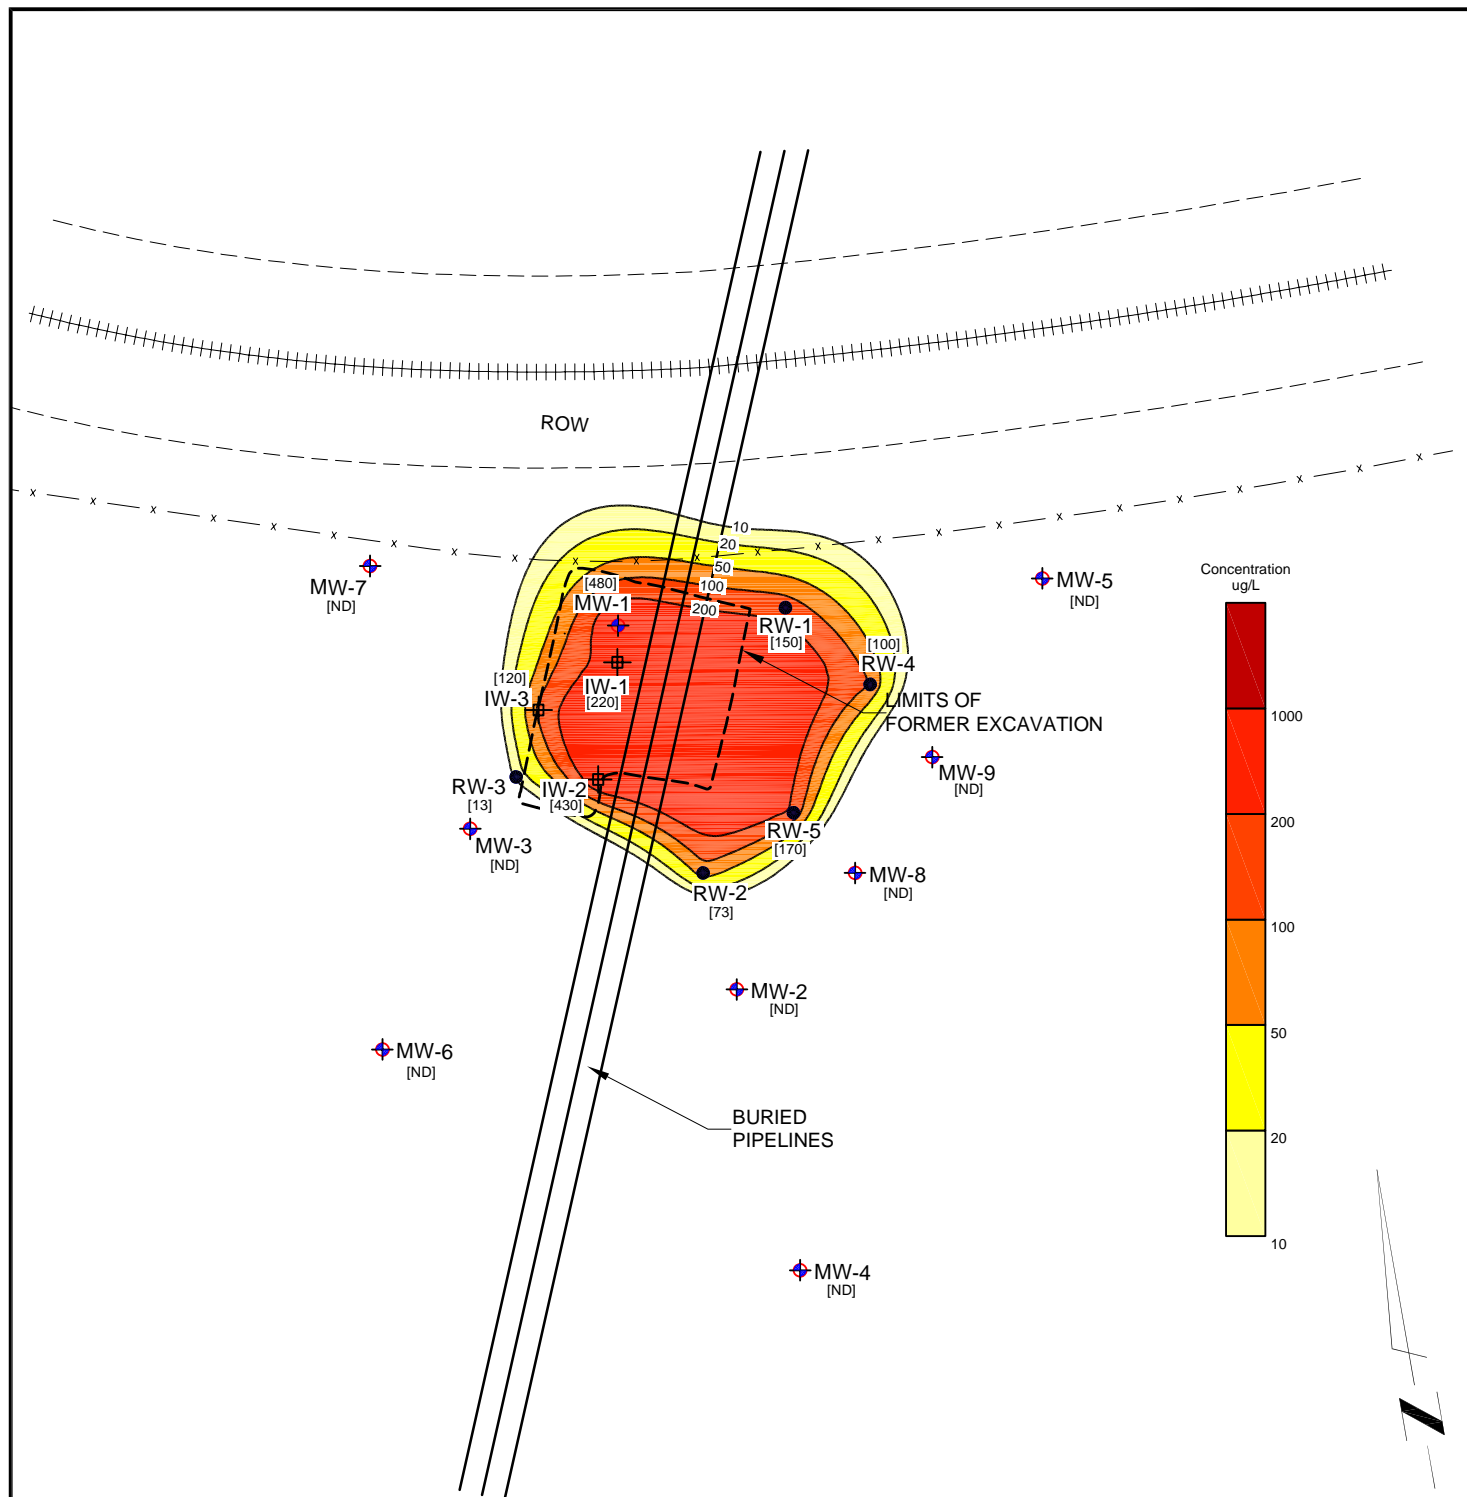 ROW
10
20
50
100
200
[480]
MW-1
MW-7
[ND]
MW-5
[ND]
RW-1
[150]
[100]
RW-4
[120]
IW-3
IW-1
[220]
LIMITS OF
FORMER EXCAVATION
MW-9
[ND]
RW-3
[13]
IW-2
[430]
MW-3
[ND]
RW-5
[170]
MW-8
[ND]
RW-2
[73]
MW-2
[ND]
MW-6
[ND]
BURIED
PIPELINES
MW-4
[ND]
Concentration
ug/L
1000
200
100
50
20
10
N